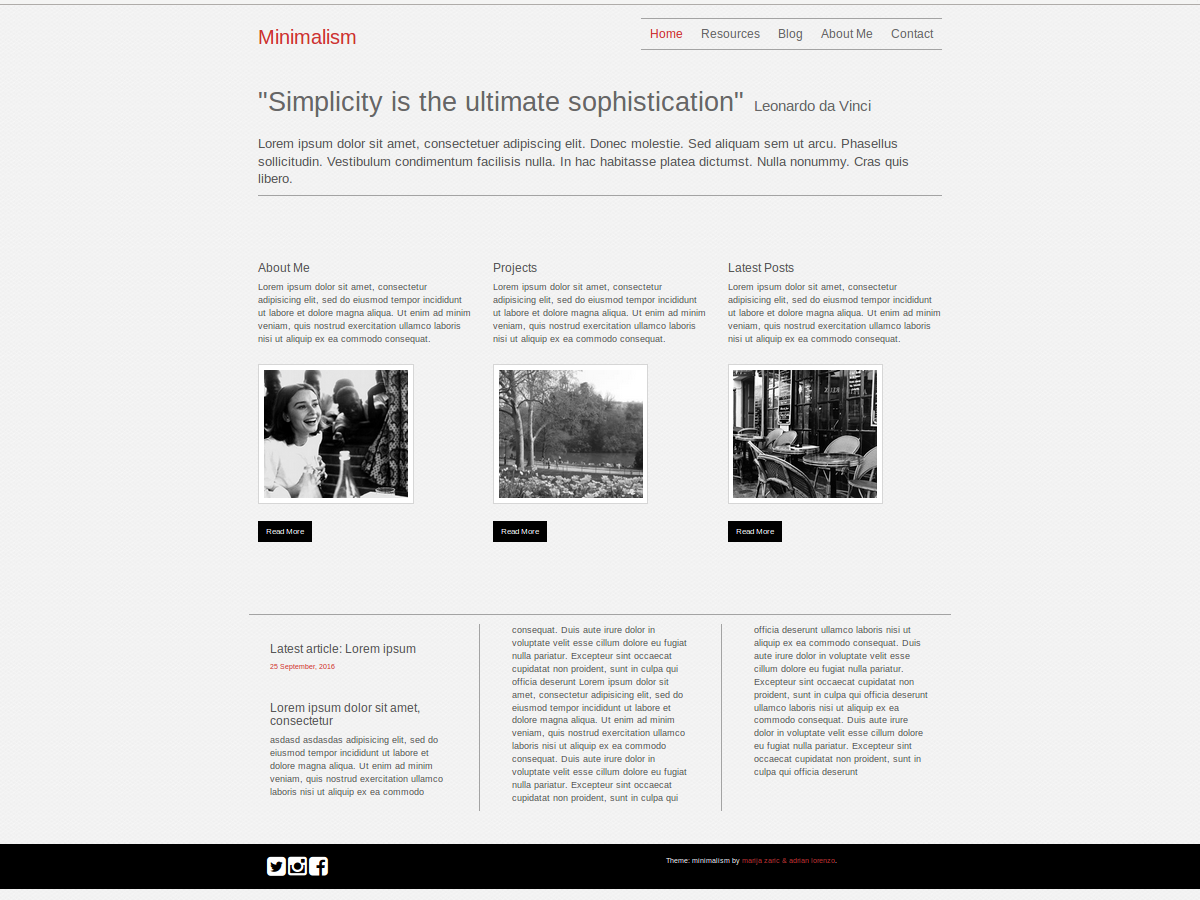 Minimalism
Home Resources Blog About Me Contact
"Simplicity is the ultimate sophistication" Leonardo da Vinci
Lorem ipsum dolor sit amet, consectetuer adipiscing elit. Donec molestie. Sed aliquam sem ut arcu. Phasellus
sollicitudin. Vestibulum condimentum facilisis nulla. In hac habitasse platea dictumst. Nulla nonummy. Cras quis
libero.
About Me
Lorem ipsum dolor sit amet, consectetur
adipisicing elit, sed do eiusmod tempor incididunt
ut labore et dolore magna aliqua. Ut enim ad minim
veniam, quis nostrud exercitation ullamco laboris
nisi ut aliquip ex ea commodo consequat.
Read More
Projects
Lorem ipsum dolor sit amet, consectetur
adipisicing elit, sed do eiusmod tempor incididunt
ut labore et dolore magna aliqua. Ut enim ad minim
veniam, quis nostrud exercitation ullamco laboris
nisi ut aliquip ex ea commodo consequat.
Read More
Latest Posts
Lorem ipsum dolor sit amet, consectetur
adipisicing elit, sed do eiusmod tempor incididunt
ut labore et dolore magna aliqua. Ut enim ad minim
veniam, quis nostrud exercitation ullamco laboris
nisi ut aliquip ex ea commodo consequat.
Read More
Latest article: Lorem ipsum
25 September, 2016
Lorem ipsum dolor sit amet,
consectetur
asdasd asdasdas adipisicing elit, sed do
eiusmod tempor incididunt ut labore et
dolore magna aliqua. Ut enim ad minim
veniam, quis nostrud exercitation ullamco
laboris nisi ut aliquip ex ea commodo
consequat. Duis aute irure dolor in
voluptate velit esse cillum dolore eu fugiat
nulla pariatur. Excepteur sint occaecat
cupidatat non proident, sunt in culpa qui
officia deserunt Lorem ipsum dolor sit
amet, consectetur adipisicing elit, sed do
eiusmod tempor incididunt ut labore et
dolore magna aliqua. Ut enim ad minim
veniam, quis nostrud exercitation ullamco
laboris nisi ut aliquip ex ea commodo
consequat. Duis aute irure dolor in
voluptate velit esse cillum dolore eu fugiat
nulla pariatur. Excepteur sint occaecat
cupidatat non proident, sunt in culpa qui
officia deserunt ullamco laboris nisi ut
aliquip ex ea commodo consequat. Duis
aute irure dolor in voluptate velit esse
cillum dolore eu fugiat nulla pariatur.
Excepteur sint occaecat cupidatat non
proident, sunt in culpa qui officia deserunt
ullamco laboris nisi ut aliquip ex ea
commodo consequat. Duis aute irure
dolor in voluptate velit esse cillum dolore
eu fugiat nulla pariatur. Excepteur sint
occaecat cupidatat non proident, sunt in
culpa qui officia deserunt
Theme: minimalism by marija zaric & adrian lorenzo.